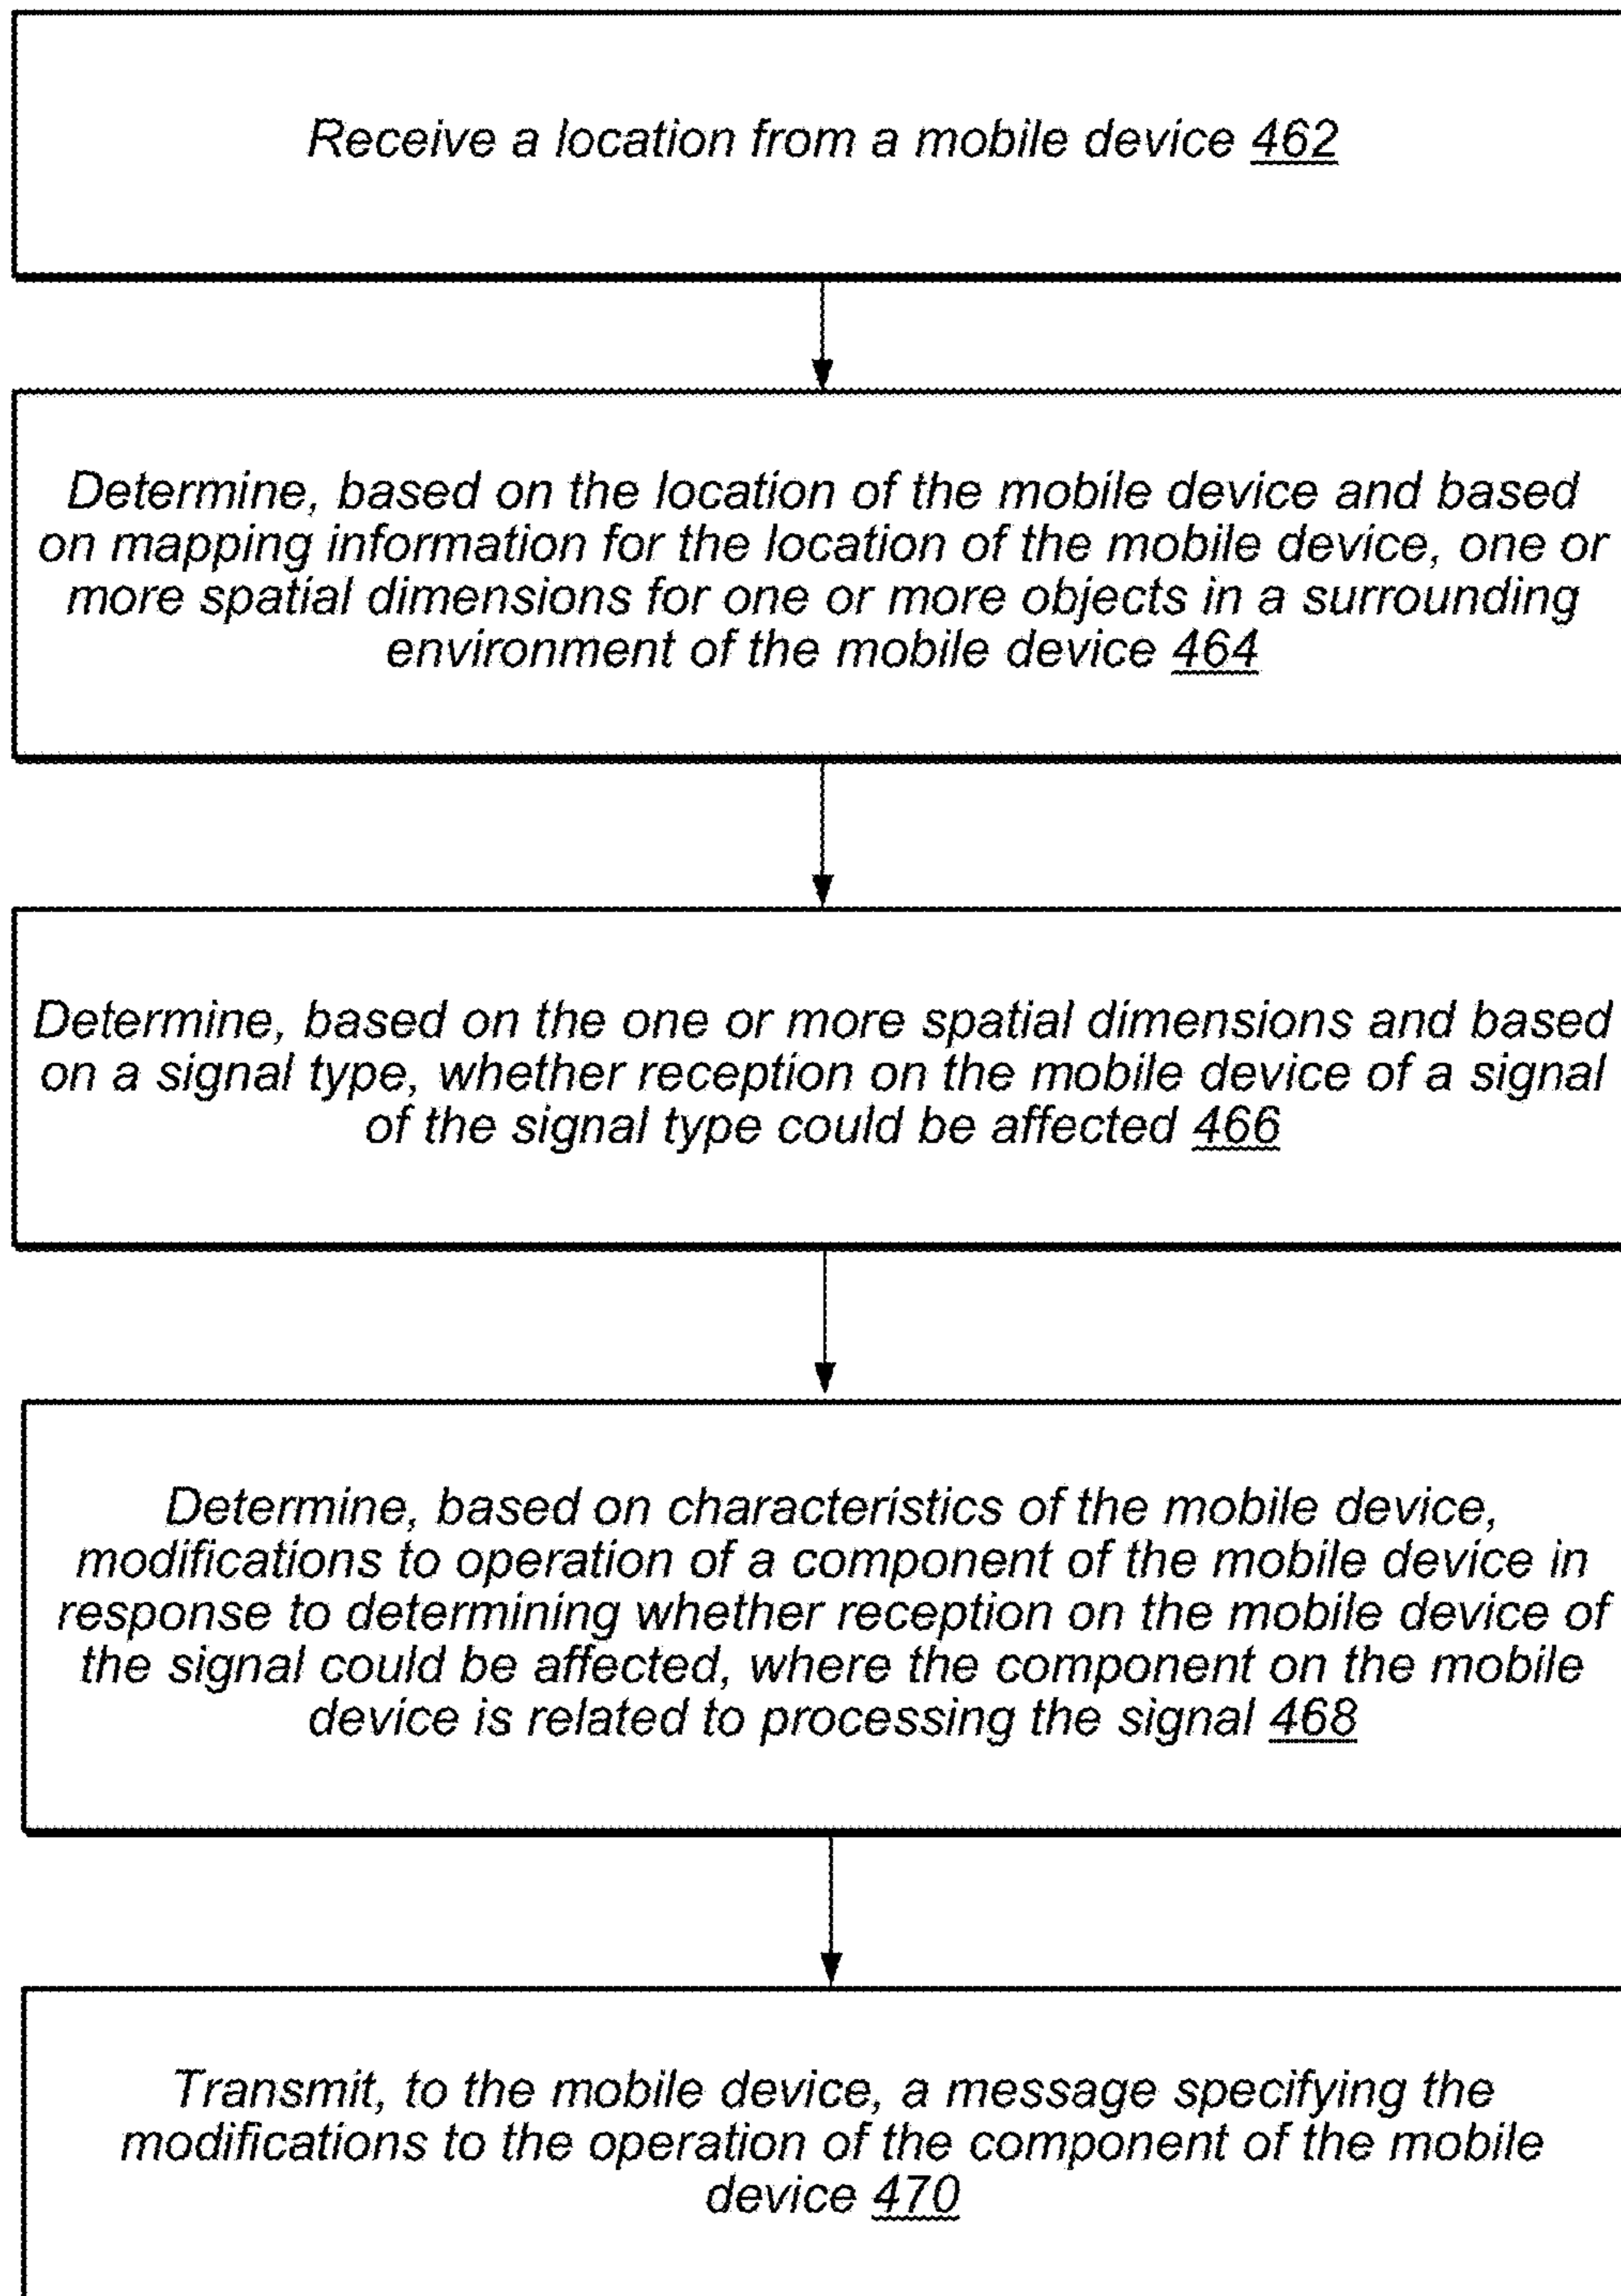 Receive a location from a mobile device 462
Determine, based on the location of the mobile device and based
on mapping information for the location of the mobile device, one or
more spatial dimensions for one or more objects in a surrounding
environment of the mobile device 464
Determine, based on the one or more spatial dimensions and based
on a signal type, whether reception on the mobile device of a signal
of the signal type could be affected 466
Determine, based on characteristics of the mobile device,
modifications to operation of a component of the mobile device in
response to determining whether reception on the mobile device of
the signal could be affected, where the component on the mobile
device is related to processing the signal 468
Transmit, to the mobile device, a message specifying the
modifications to the operation of the component of the mobile
device 470